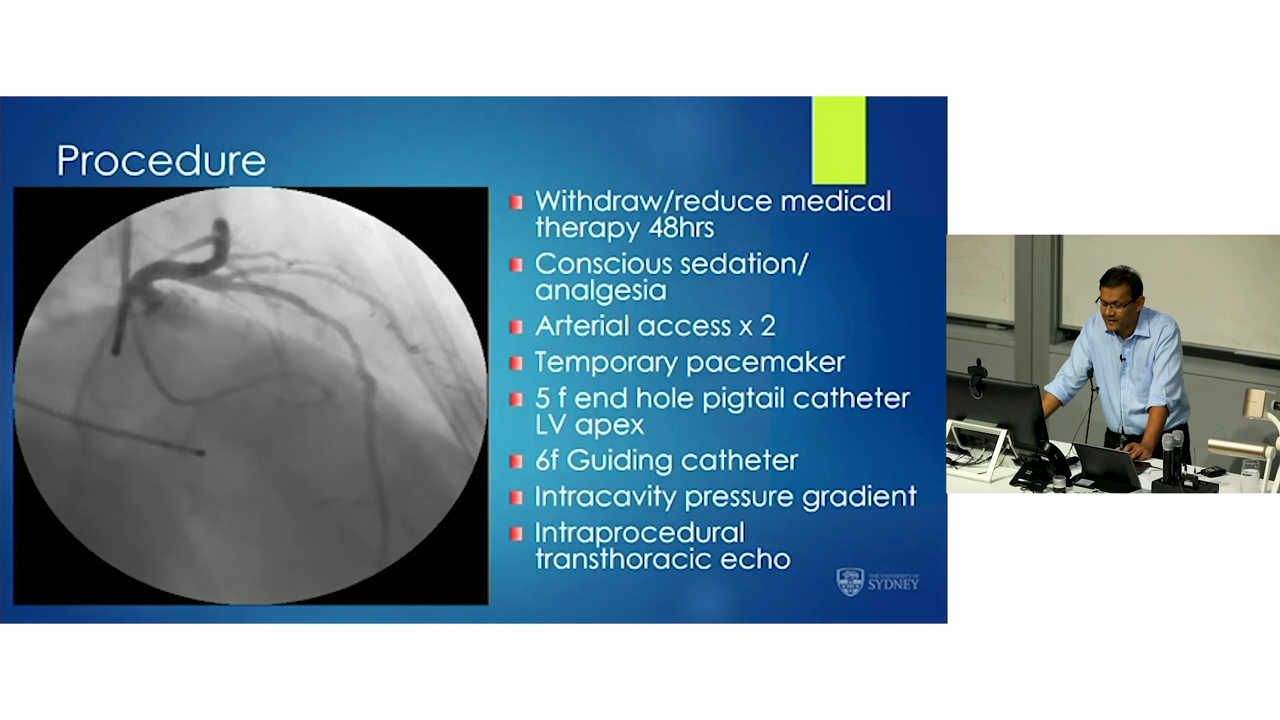 Procedure
Withdraw/reduce medical
therapy 48hrs
Conscious sedation/
analgesia
Arterial access x 2
Temporary pacemaker
5 f end hole pigtail catheter
LV apex
6f Guiding catheter
Intracavity pressure gradient
Intraprocedural
transthoracic echo
THE UNIVERSITY OF
SYDNEY